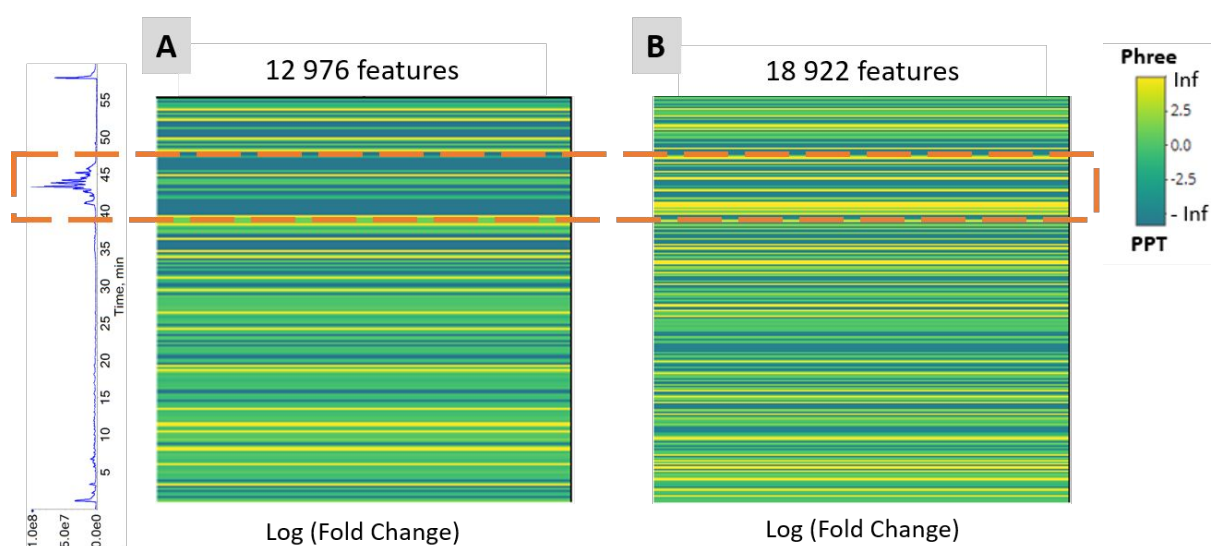 A
12 976 features
B
18 922 features
Phree
Inf
2.5
0.0
-2.5
- Inf
PPT
55
50
45
40
35
30
25
20
15
10
5
Time, min
1.0e8
5.0e7
0.0e0
Log (Fold Change)
Log (Fold Change)